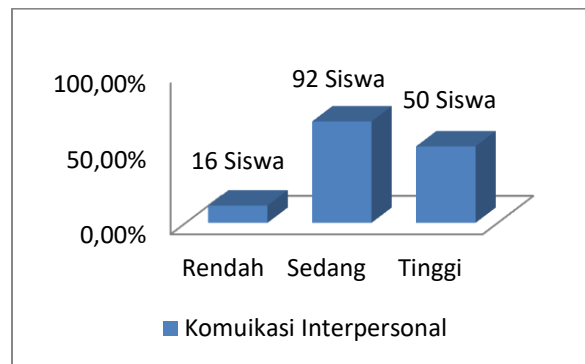 100,00%
50,00%
0,00%
16 Siswa
92 Siswa
50 Siswa
Rendah Sedang Tinggi
Komuikasi Interpersonal